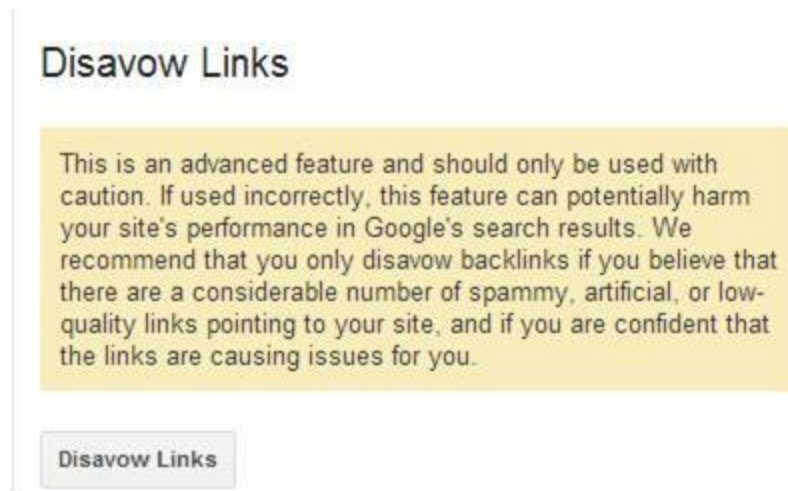 Disavow Links
This is an advanced feature and should only be used with
caution. If used incorrectly, this feature can potentially harm
your site's performance in Google's search results. We
recommend that you only disavow backlinks if you believe that
there are a considerable number of spammy, artificial, or low-
quality links pointing to your site, and if you are confident that
the links are causing issues for you.
Disavow Links